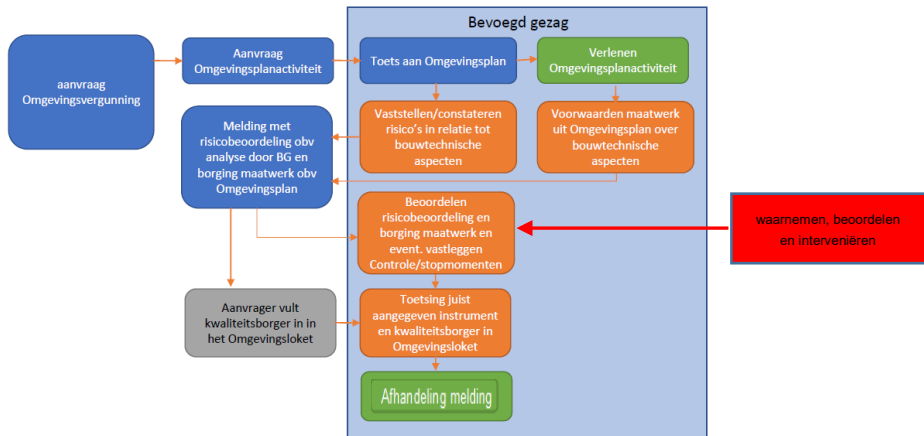 Bevoegd gezag
aanvraag
Omgevingsvergunning
Aanvraag
Omgevingsplanactiviteit
Toets aan Omgevingsplan
Verlenen
Omgevingsplanactiviteit
Melding met
risicobeoordeling obv
analyse door BG en
borging maatwerk obv
Omgevingsplan
Vaststellen/constateren
risico's in relatie tot
bouwtechnische
aspecten
Voorwaarden maatwerk
uit Omgevingsplan over
bouwtechnische
aspecten
Beoordelen
risicobeoordeling en
borging maatwerk en
event. vastleggen
Controle/stopmomenten
waarnemen, beoordelen
en interveniëren
Aanvrager vult
kwaliteitsborger in in
het Omgevingsloket
Toetsing juist
aangegeven instrument
en kwaliteitsborger in
Omgevingsloket
Afhandeling melding